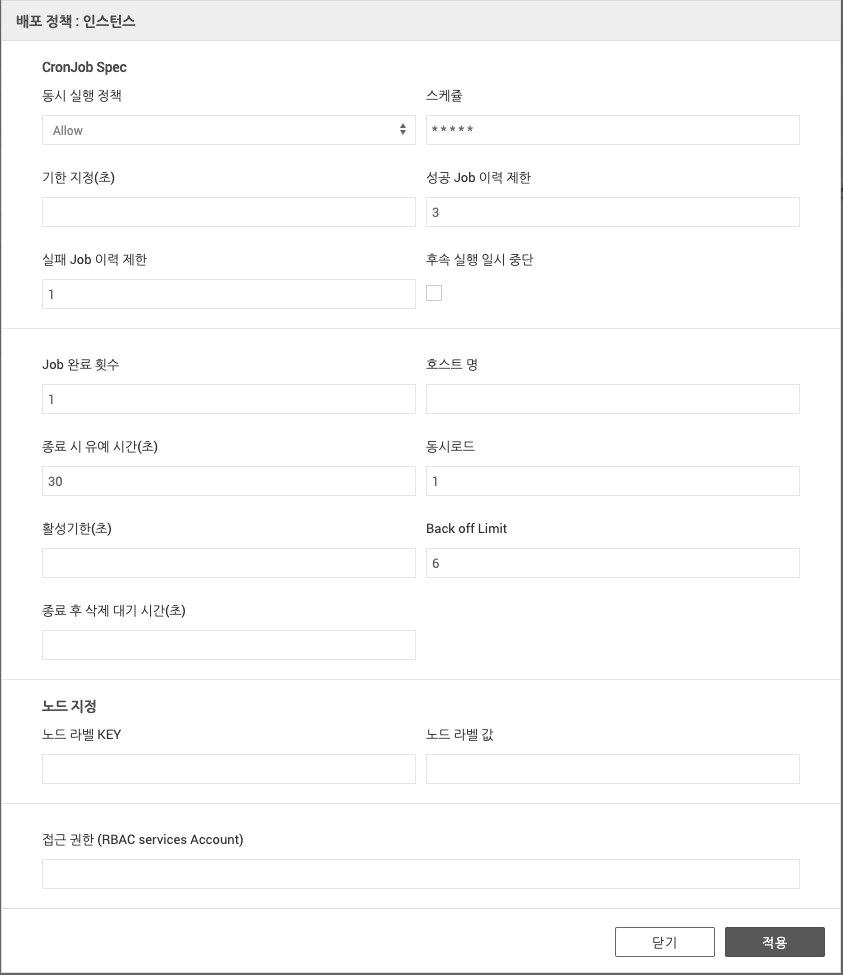 배포 정책 : 인스턴스
CronJob Spec
동시 실행 정책
스케쥴
Allow
* * * * *
기한 지정(초)
성공 Job 이력 제한
3
실패 Job 이력 제한
후속 실행 일시 중단
1
Job 완료 횟수
호스트 명
1
종료 시 유예 시간(초)
동시로드
30
1
활성기한(초)
Back off Limit
6
종료 후 삭제 대기 시간(초)
노드 지정
노드 라벨 KEY
노드 라벨 값
접근 권한 (RBAC services Account)
닫기
적용